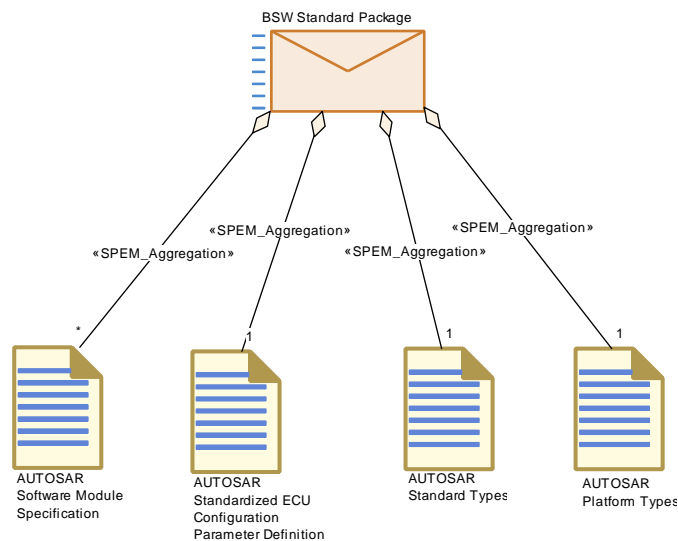 BSW Standard Package
«SPEM_Aggregation»
«SPEM_Aggregation»
«SPEM_Aggregation»
«SPEM_Aggregation»
*
1
1
1
AUTOSAR
Software Module
Specification
AUTOSAR
Standardized ECU
Configuration
Parameter Definition
AUTOSAR
Standard Types
AUTOSAR
Platform Types